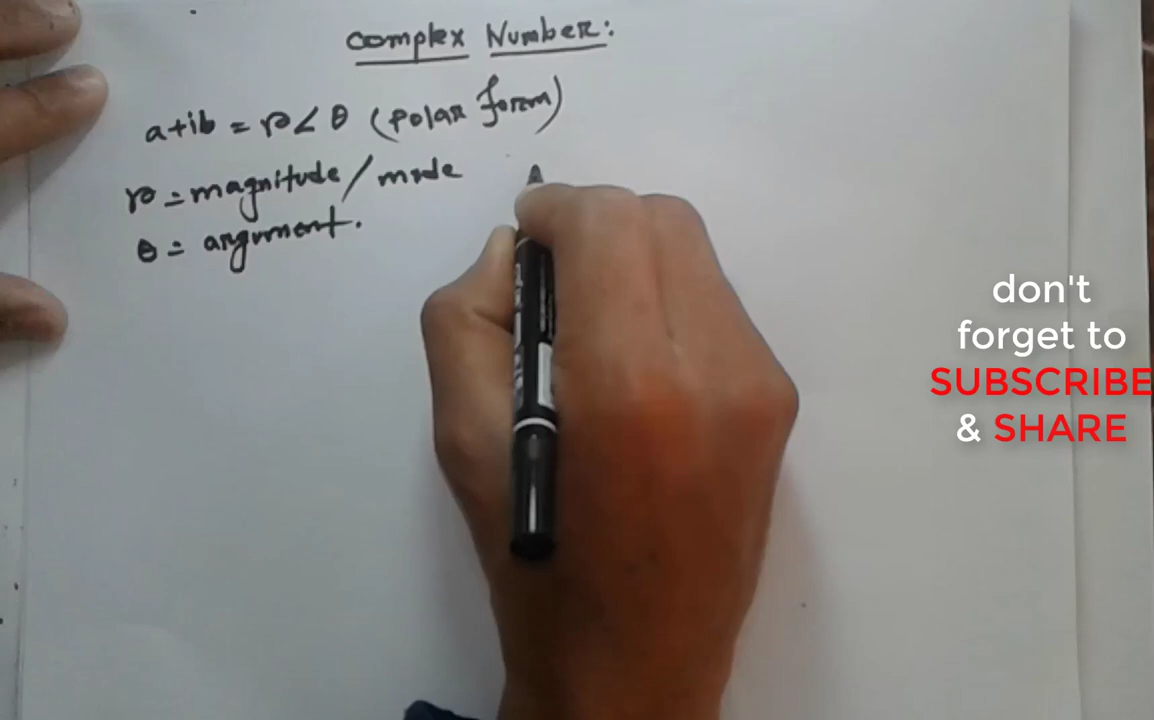 Complex Number:
a+ib = r∠θ (Polar form)
r = magnitude / mode
θ = argument.
don't
forget to
SUBSCRIBE
& SHARE